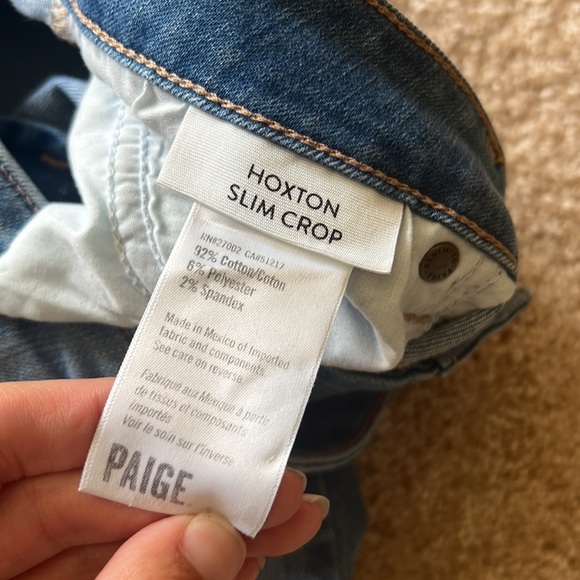 HOXTON
SLIM CROP
RN#27002 CA#51217
92% Cotton/Coton
6% Polyester
2% Spandex
Made in Mexico of imported
fabric and components.
See care on reverse.
Fabriqué aux Mexique à partir
de tissus et composants
importés
Voir le soin sur l'inverse
PAIGE